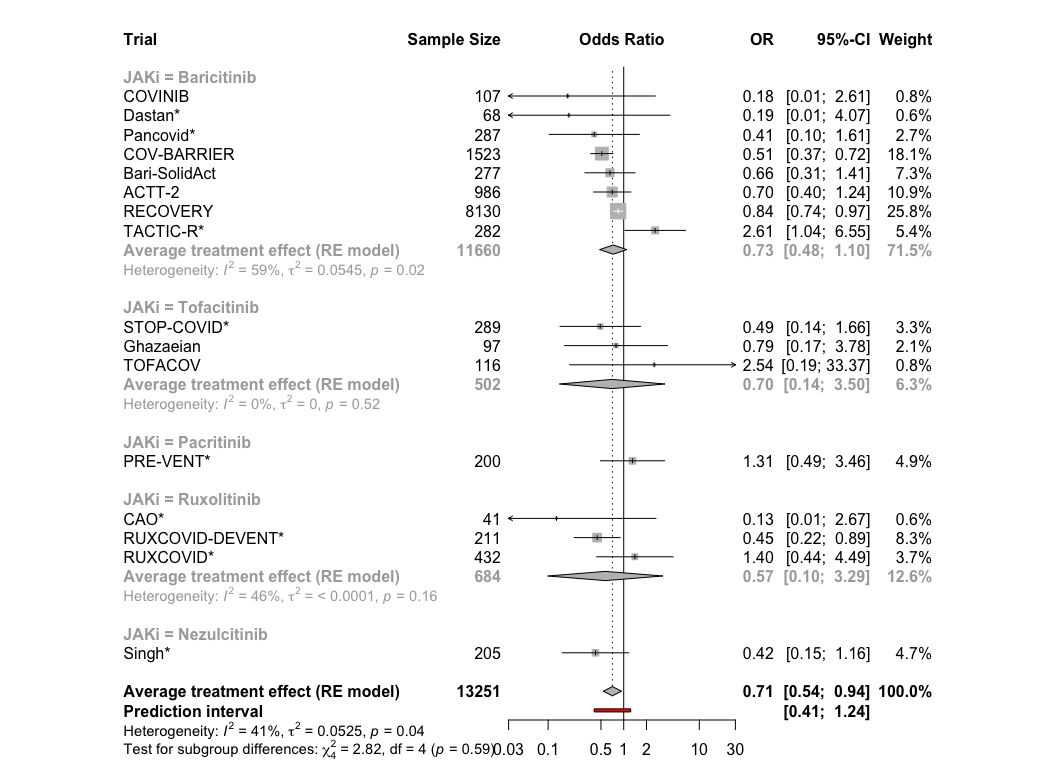 Trial Sample Size Odds Ratio OR 95%-CI Weight
JAKi = Baricitinib
COVINIB 107 0.18 [0.01; 2.61] 0.8%
Dastan* 68 0.19 [0.01; 4.07] 0.6%
Pancovid* 287 0.41 [0.10; 1.61] 2.7%
COV-BARRIER 1523 0.51 [0.37; 0.72] 18.1%
Bari-SolidAct 277 0.66 [0.31; 1.41] 7.3%
ACTT-2 986 0.70 [0.40; 1.24] 10.9%
RECOVERY 8130 0.84 [0.74; 0.97] 25.8%
TACTIC-R* 282 2.61 [1.04; 6.55] 5.4%
Average treatment effect (RE model) 11660 0.73 [0.48; 1.10] 71.5%
Heterogeneity: I² = 59%, τ² = 0.0545, p = 0.02
JAKi = Tofacitinib
STOP-COVID* 289 0.49 [0.14; 1.66] 3.3%
Ghazaeian 97 0.79 [0.17; 3.78] 2.1%
TOFACOV 116 2.54 [0.19; 33.37] 0.8%
Average treatment effect (RE model) 502 0.70 [0.14; 3.50] 6.3%
Heterogeneity: I² = 0%, τ² = 0, p = 0.52
JAKi = Pacritinib
PRE-VENT* 200 1.31 [0.49; 3.46] 4.9%
JAKi = Ruxolitinib
CAO* 41 0.13 [0.01; 2.67] 0.6%
RUXCOVID-DEVENT* 211 0.45 [0.22; 0.89] 8.3%
RUXCOVID* 432 1.40 [0.44; 4.49] 3.7%
Average treatment effect (RE model) 684 0.57 [0.10; 3.29] 12.6%
Heterogeneity: I² = 46%, τ² = < 0.0001, p = 0.16
JAKi = Nezulcitinib
Singh* 205 0.42 [0.15; 1.16] 4.7%
Average treatment effect (RE model) 13251 0.71 [0.54; 0.94] 100.0%
Prediction interval [0.41; 1.24]
Heterogeneity: I² = 41%, τ² = 0.0525, p = 0.04
Test for subgroup differences: χ²₄ = 2.82, df = 4 (p = 0.59) 0.03 0.1 0.5 1 2 10 30